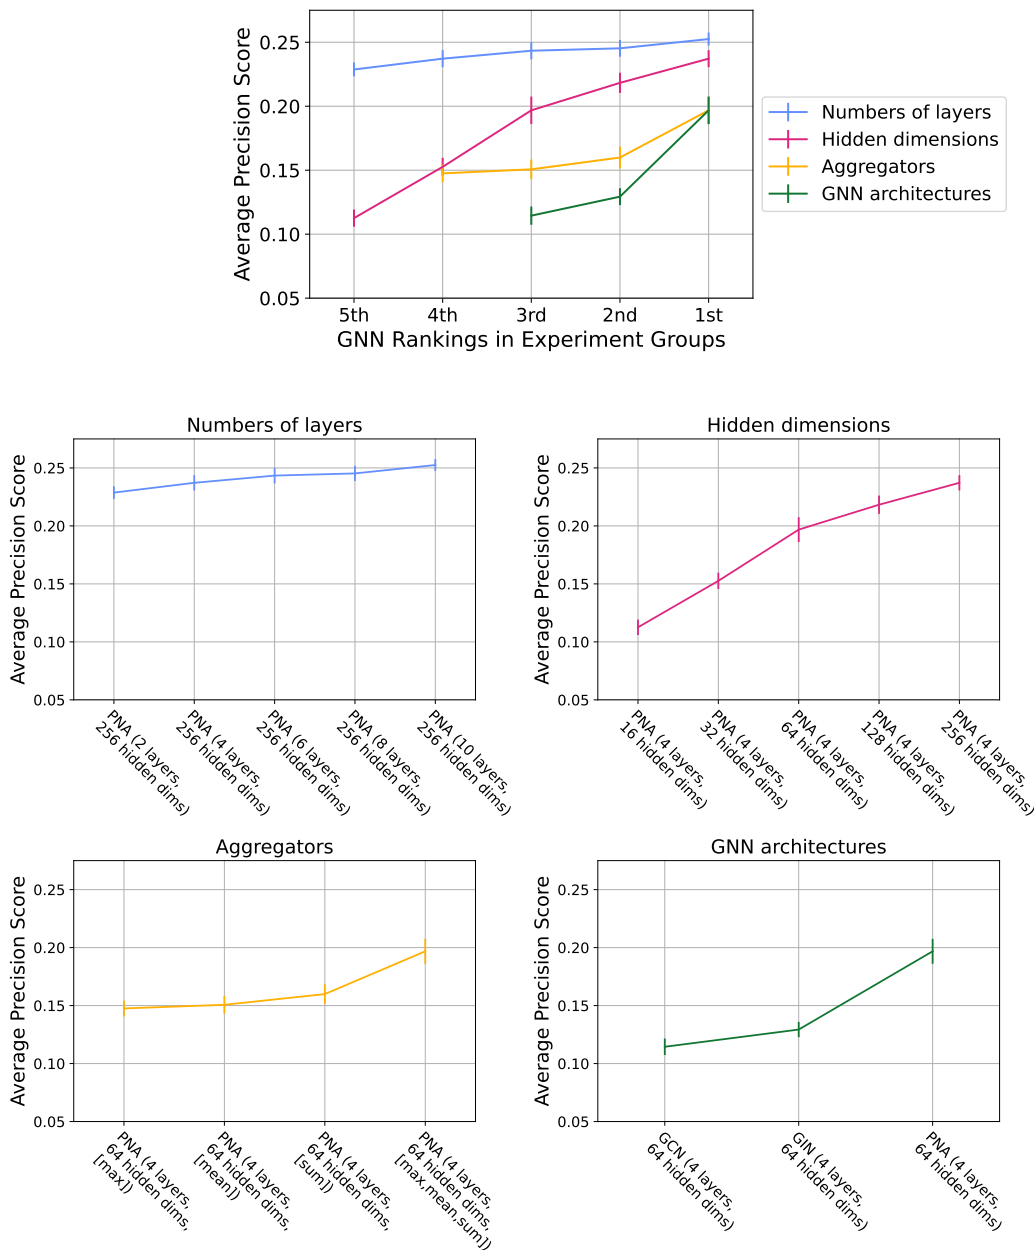 Average Precision Score
0.25
0.20
0.15
0.10
0.05
5th 4th 3rd 2nd 1st
GNN Rankings in Experiment Groups
Numbers of layers
Hidden dimensions
Aggregators
GNN architectures
Numbers of layers
Average Precision Score
0.25
0.20
0.15
0.10
0.05
PNA (2 layers,
256 hidden dims)
PNA (4 layers,
256 hidden dims)
PNA (6 layers,
256 hidden dims)
PNA (8 layers,
256 hidden dims)
PNA (10 layers,
256 hidden dims)
Hidden dimensions
Average Precision Score
0.25
0.20
0.15
0.10
0.05
PNA (4 layers,
16 hidden dims)
PNA (4 layers,
32 hidden dims)
PNA (4 layers,
64 hidden dims)
PNA (4 layers,
128 hidden dims)
PNA (4 layers,
256 hidden dims)
Aggregators
Average Precision Score
0.25
0.20
0.15
0.10
0.05
PNA (4 layers,
64 hidden dims,
[max])
PNA (4 layers,
64 hidden dims,
[mean])
PNA (4 layers,
64 hidden dims,
[sum])
PNA (4 layers,
64 hidden dims,
[max,mean,sum])
GNN architectures
Average Precision Score
0.25
0.20
0.15
0.10
0.05
GCN (4 layers,
64 hidden dims)
GIN (4 layers,
64 hidden dims)
PNA (4 layers,
64 hidden dims)